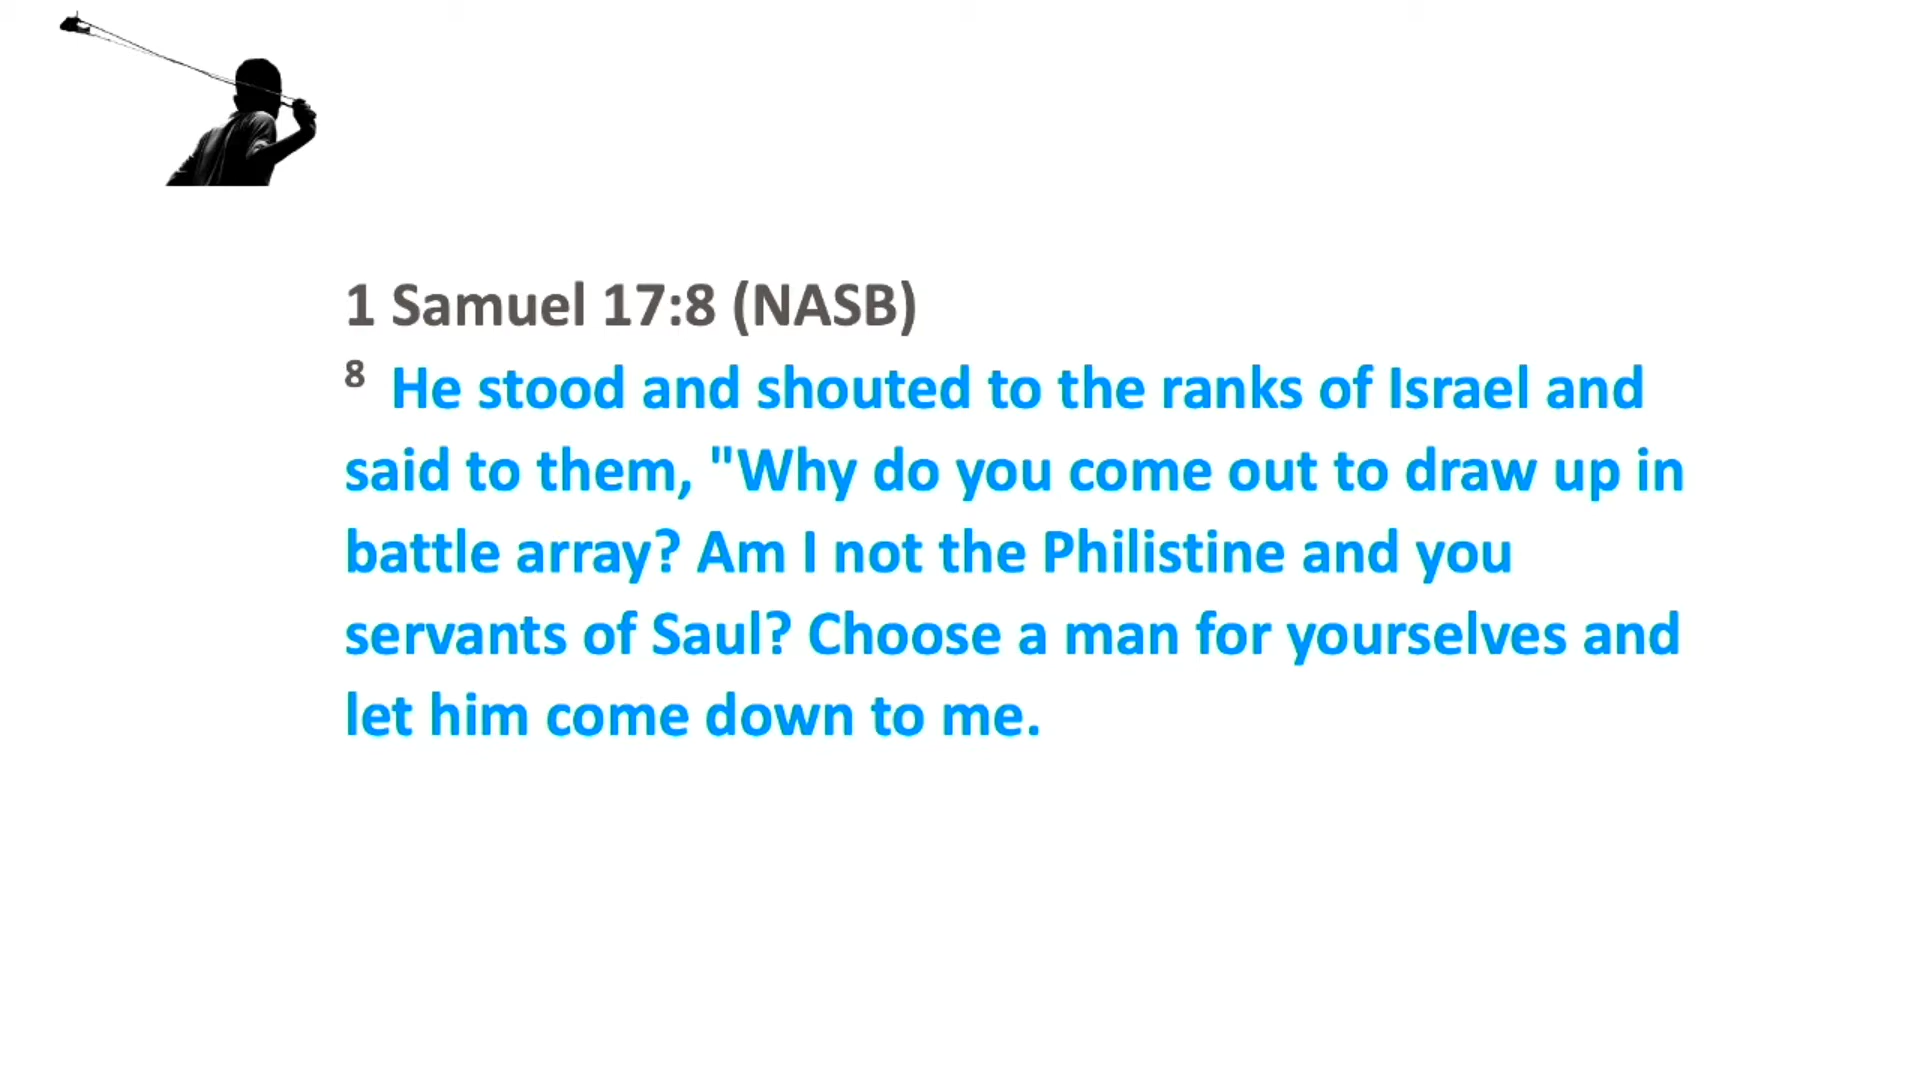 1 Samuel 17:8 (NASB)
8 He stood and shouted to the ranks of Israel and
said to them, "Why do you come out to draw up in
battle array? Am I not the Philistine and you
servants of Saul? Choose a man for yourselves and
let him come down to me.